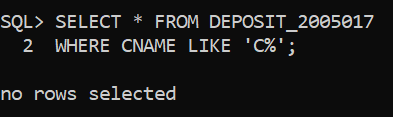 SQL> SELECT * FROM DEPOSIT_2005017
2 WHERE CNAME LIKE 'C%';
no rows selected